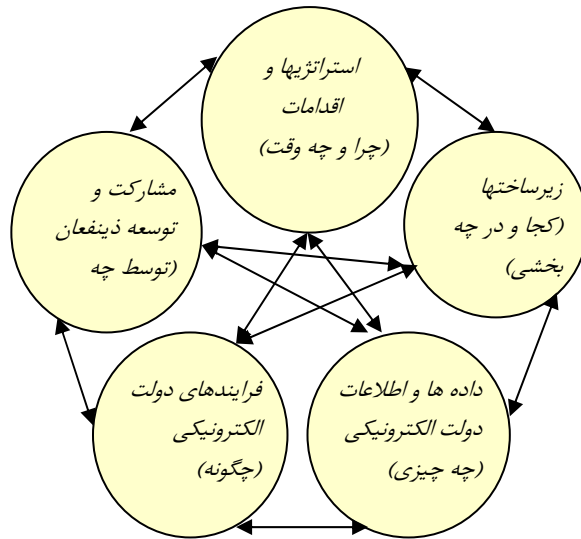 استراتژیها و
اقدامات
(چرا و چه وقت)
زیرساختها
(کجا و در چه
بخشی)
مشارکت و
توسعه ذینفعان
(توسط چه
داده ها و اطلاعات
دولت الکترونیکی
(چه چیزی)
فرایندهای دولت
الکترونیکی
(چگونه)